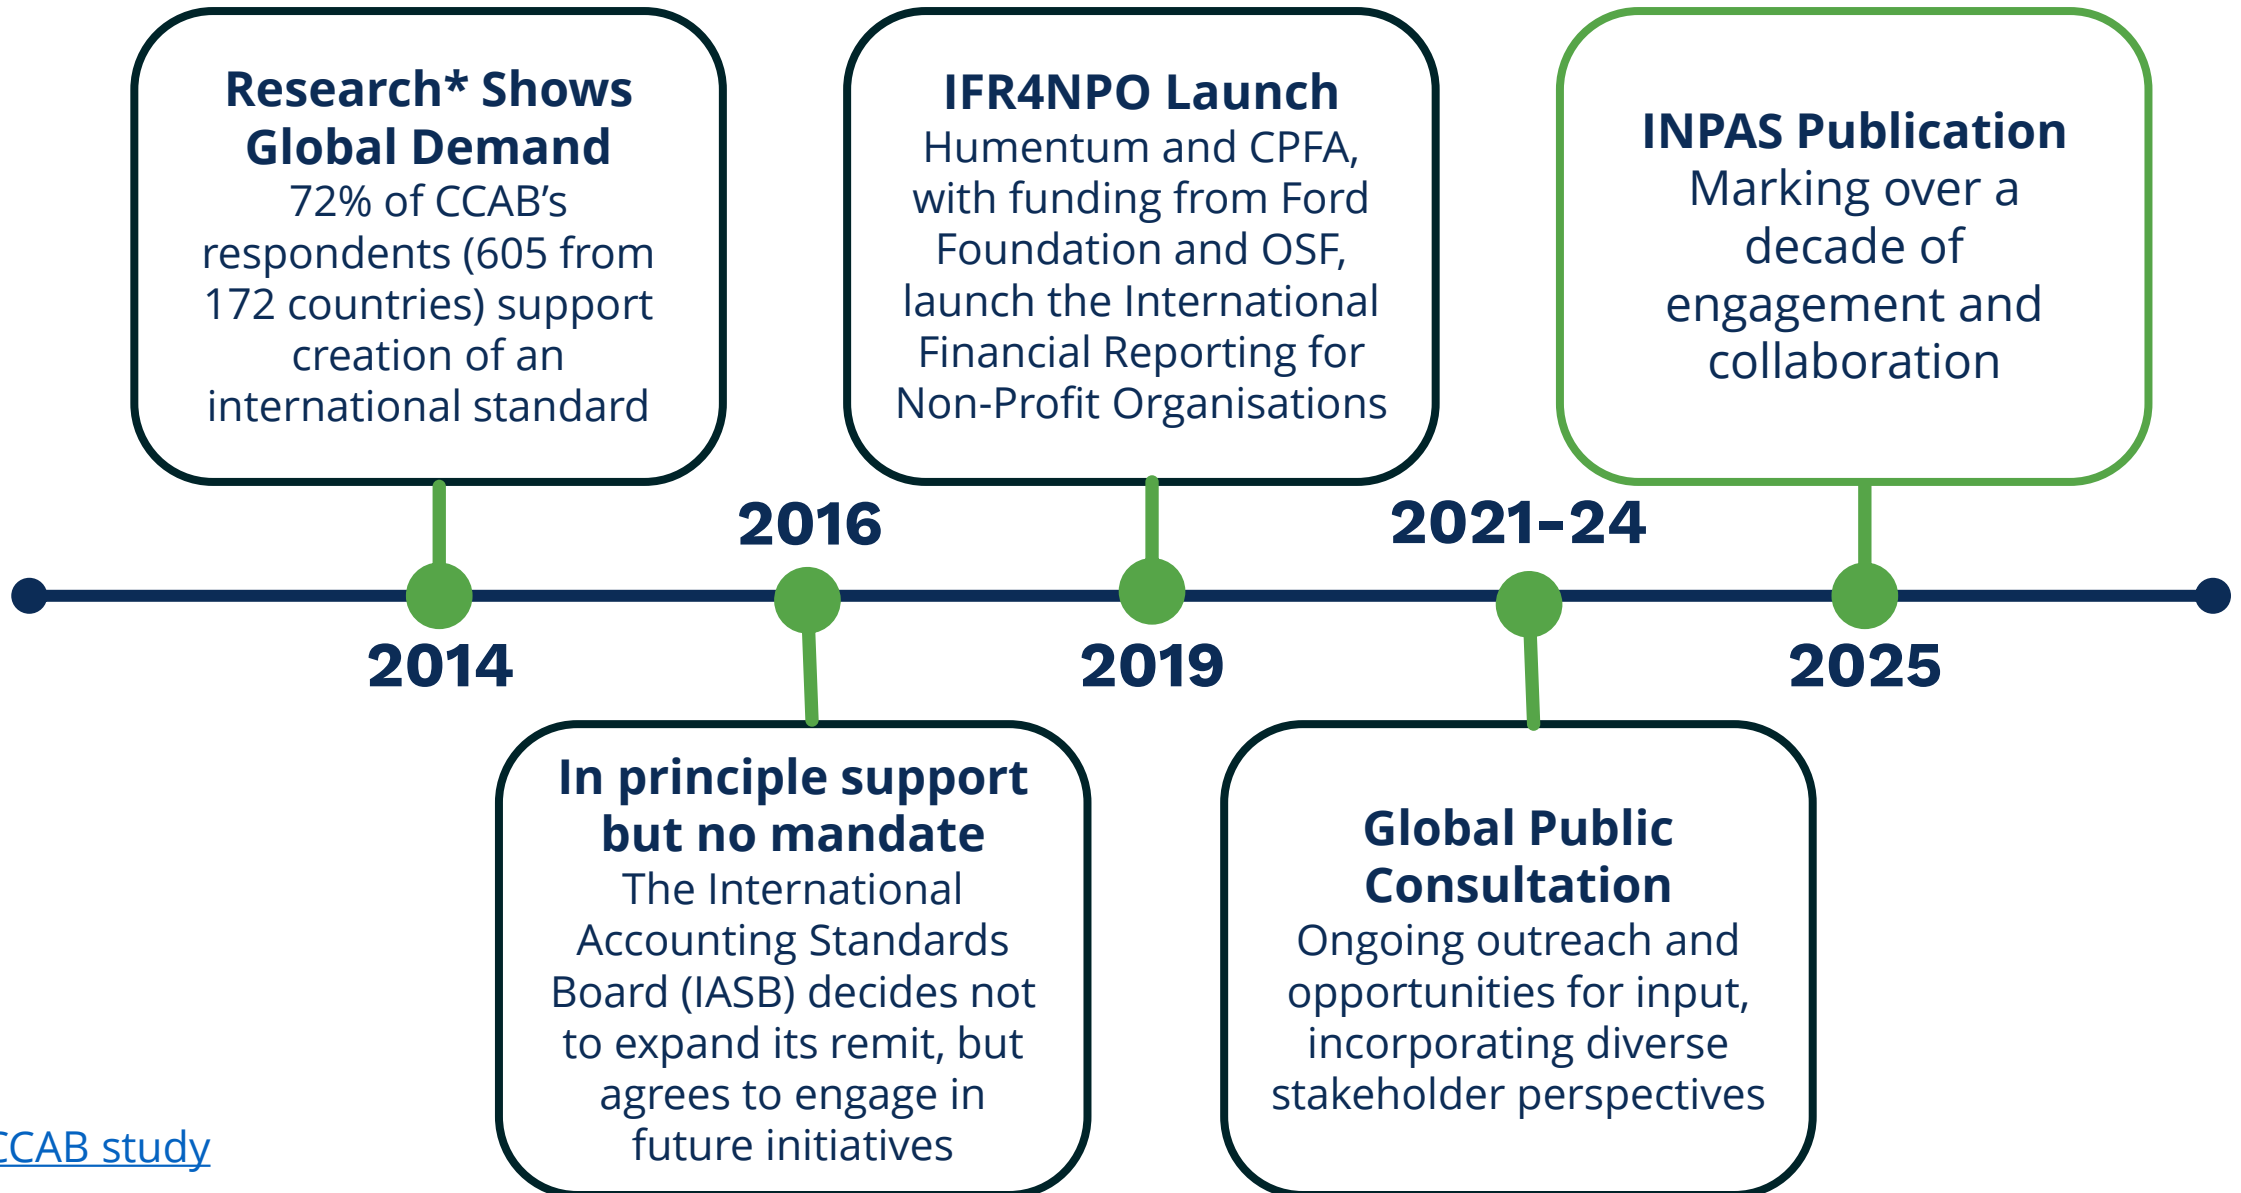 Research* Shows
Global Demand
72% of CCAB’s
respondents (605 from
172 countries) support
creation of an
international standard
IFR4NPO Launch
Humentum and CPFA,
with funding from Ford
Foundation and OSF,
launch the International
Financial Reporting for
Non-Profit Organisations
INPAS Publication
Marking over a
decade of
engagement and
collaboration
2016
2021-24
2014
2019
2025
In principle support
but no mandate
The International
Accounting Standards
Board (IASB) decides not
to expand its remit, but
agrees to engage in
future initiatives
Global Public
Consultation
Ongoing outreach and
opportunities for input,
incorporating diverse
stakeholder perspectives
CCAB study